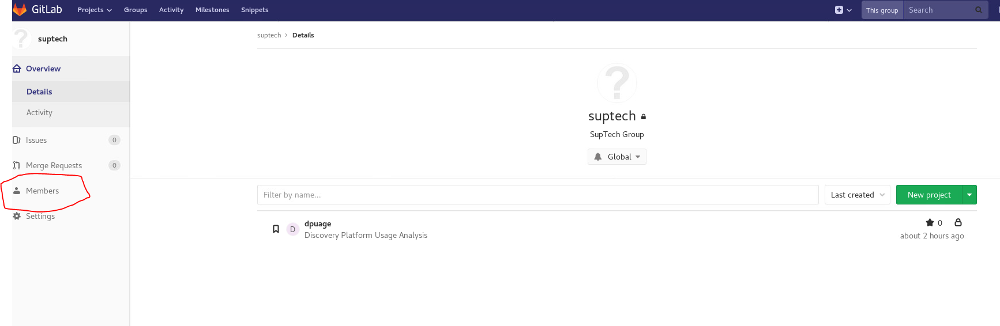 GitLab Projects Groups Activity Milestones Snippets This group Search
suptech
suptech > Details
Overview
Details
Activity
Issues 0
Merge Requests 0
Members
Settings
?
suptech
SupTech Group
Global
Filter by name... Last created New project
D dpuage 0
Discovery Platform Usage Analysis about 2 hours ago